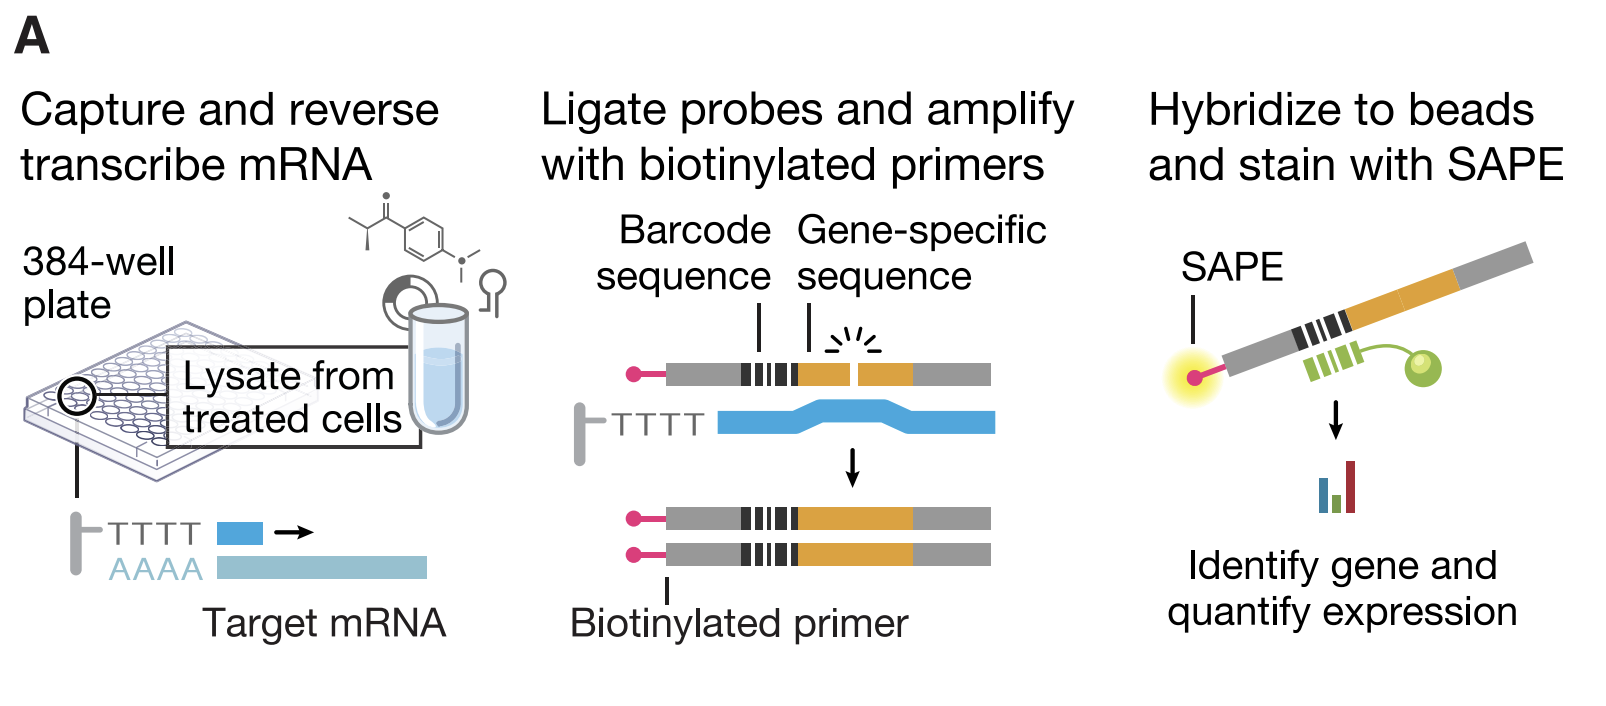 A
Capture and reverse
transcribe mRNA
384-well
plate
Lysate from
treated cells
TTTT
AAAA
Target mRNA
Ligate probes and amplify
with biotinylated primers
Barcode
sequence
Gene-specific
sequence
TTTT
Biotinylated primer
Hybridize to beads
and stain with SAPE
SAPE
Identify gene and
quantify expression